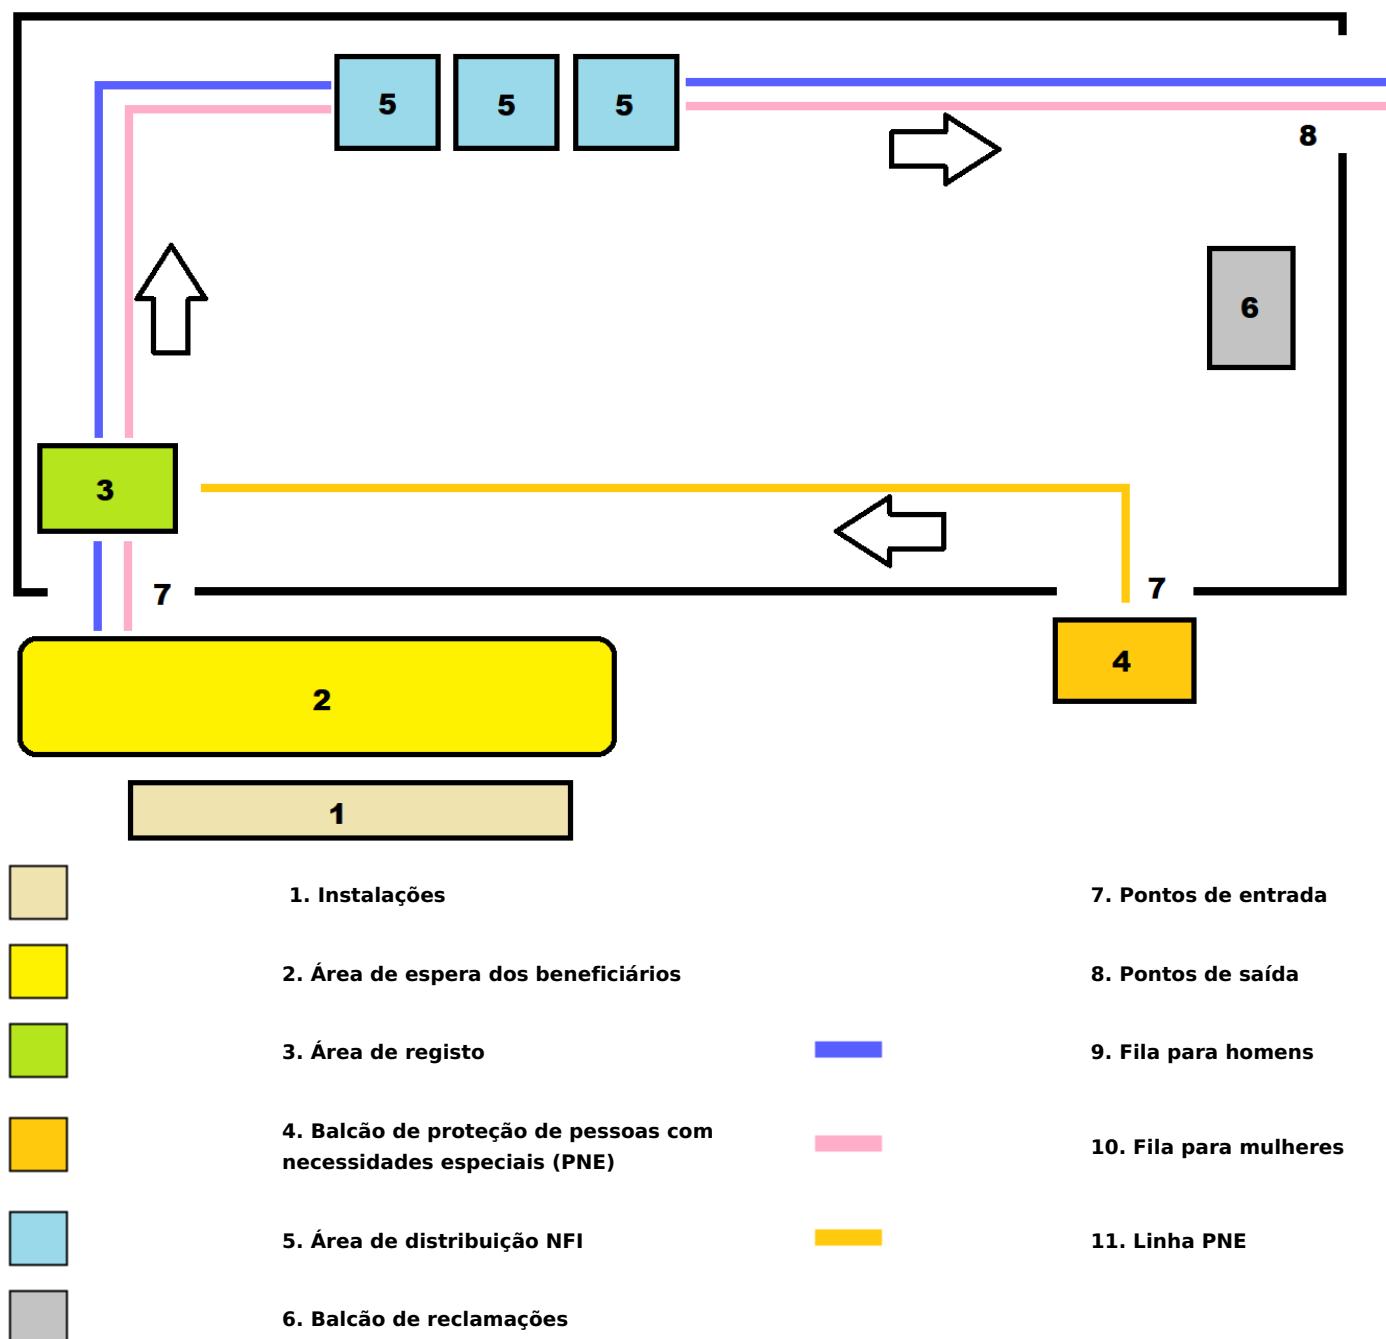 5 5 5
8
6
3
7 7
4
2
1
1. Instalações
7. Pontos de entrada
2. Área de espera dos beneficiários
8. Pontos de saída
3. Área de registo
9. Fila para homens
4. Balcão de proteção de pessoas com
necessidades especiais (PNE)
10. Fila para mulheres
5. Área de distribuição NFI
11. Linha PNE
6. Balcão de reclamações